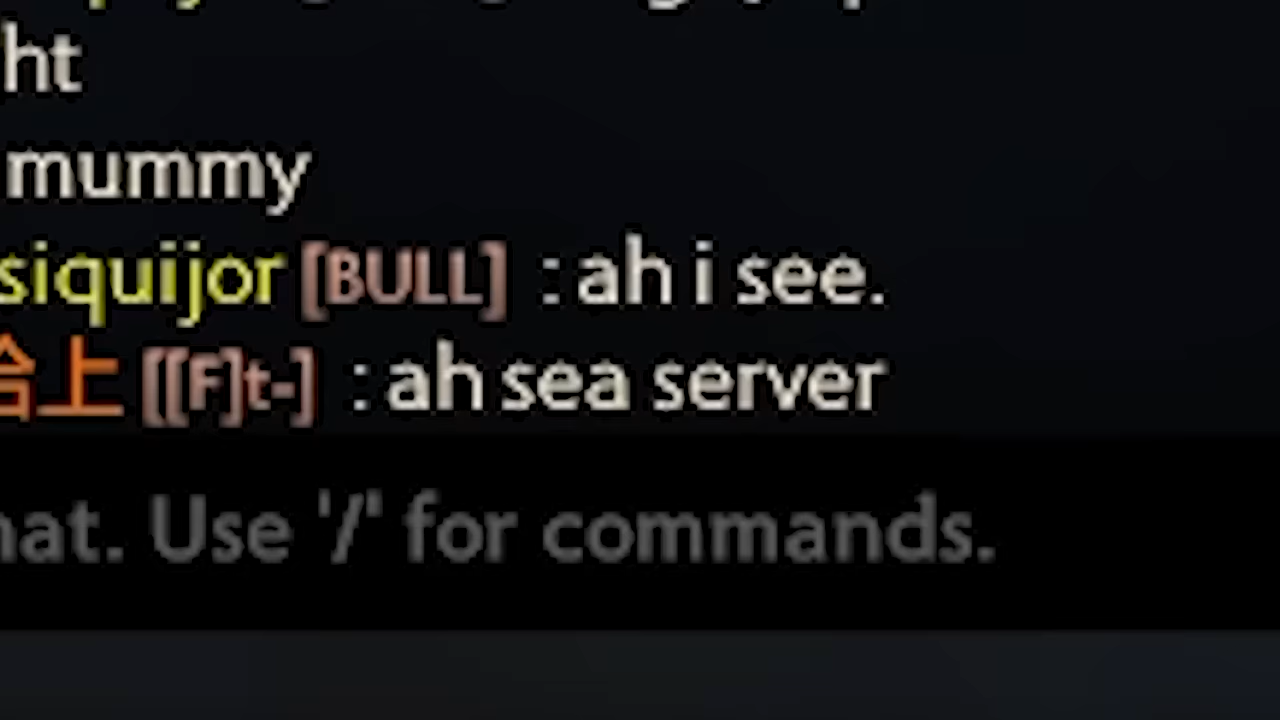 ht
mummy
siquijor [BULL] : ah i see.
上 [[F]t-] : ah sea server
hat. Use '/' for commands.